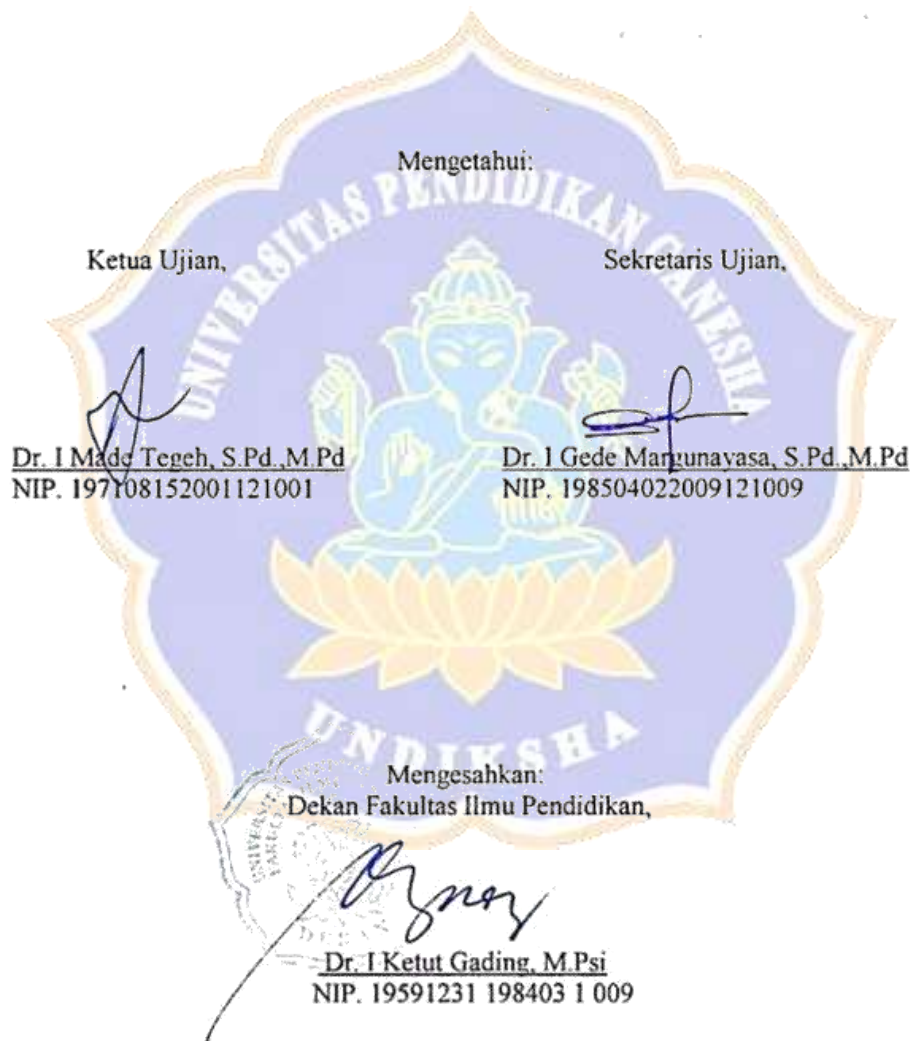 Mengetahui:
UNIVERSITAS PENDIDIKAN GANESHA
Ketua Ujian,
Sekretaris Ujian,
Dr. I Made Tegeh, S.Pd.,M.Pd
NIP. 197108152001121001
Dr. I Gede Margunayasa, S.Pd.,M.Pd
NIP. 198504022009121009
UNDIKSHA
Mengesahkan:
Dekan Fakultas Ilmu Pendidikan,
Dr. I Ketut Gading, M.Psi
NIP. 19591231 198403 1 009